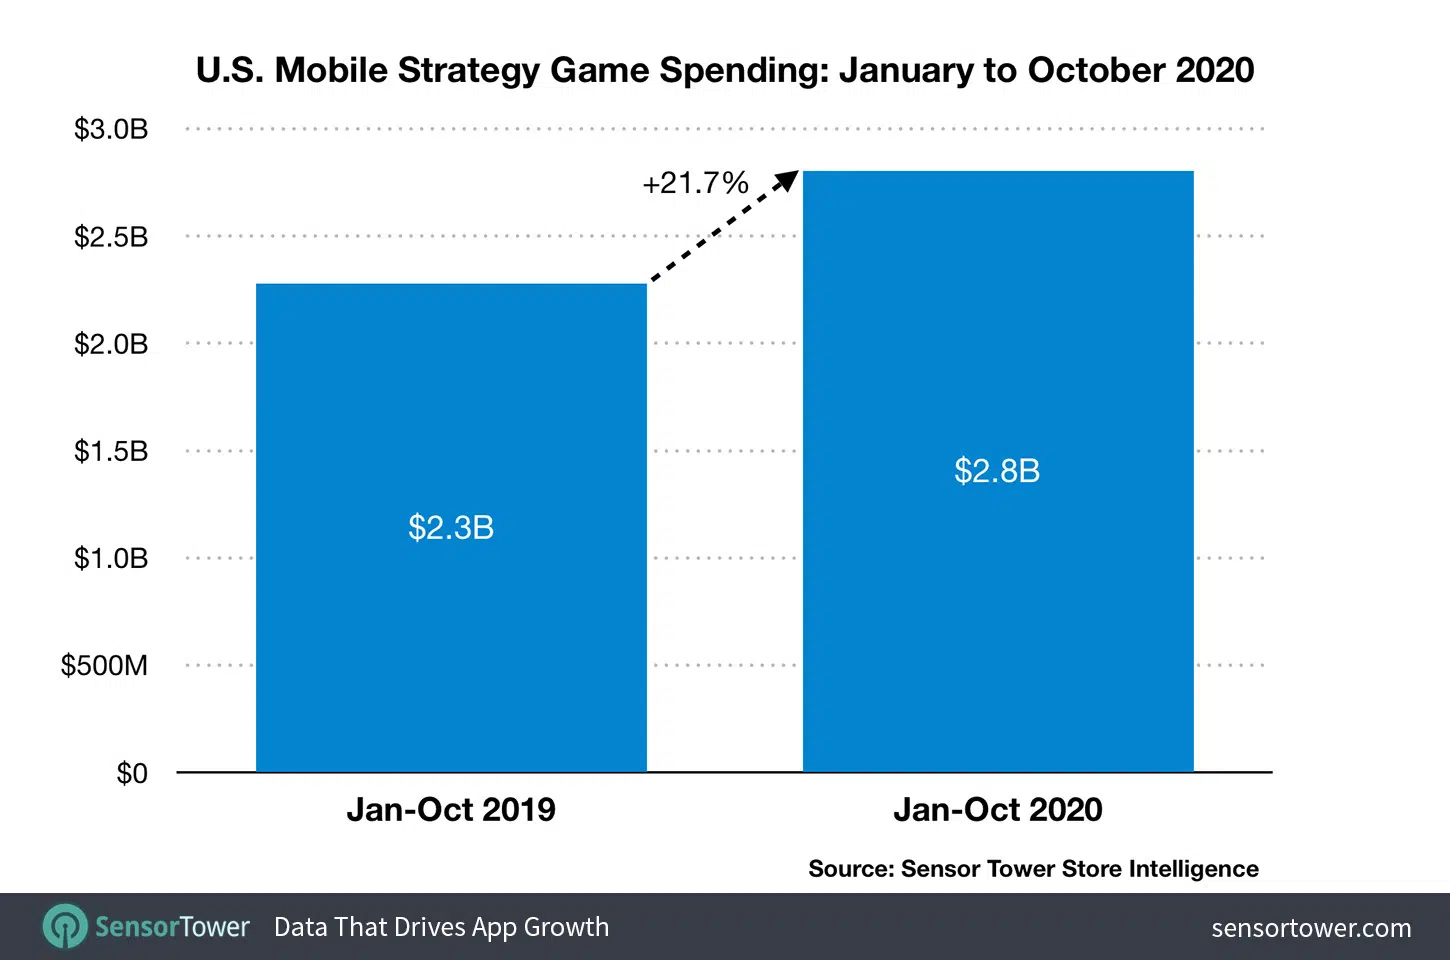 U.S. Mobile Strategy Game Spending: January to October 2020
$3.0B
+21.7%
$2.5B
$2.0B
$1.5B
$2.8B
$2.3B
$1.0B
$500M
$0
Jan-Oct 2019
Jan-Oct 2020
Source: Sensor Tower Store Intelligence
SensorTower
Data That Drives App Growth
sensortower.com